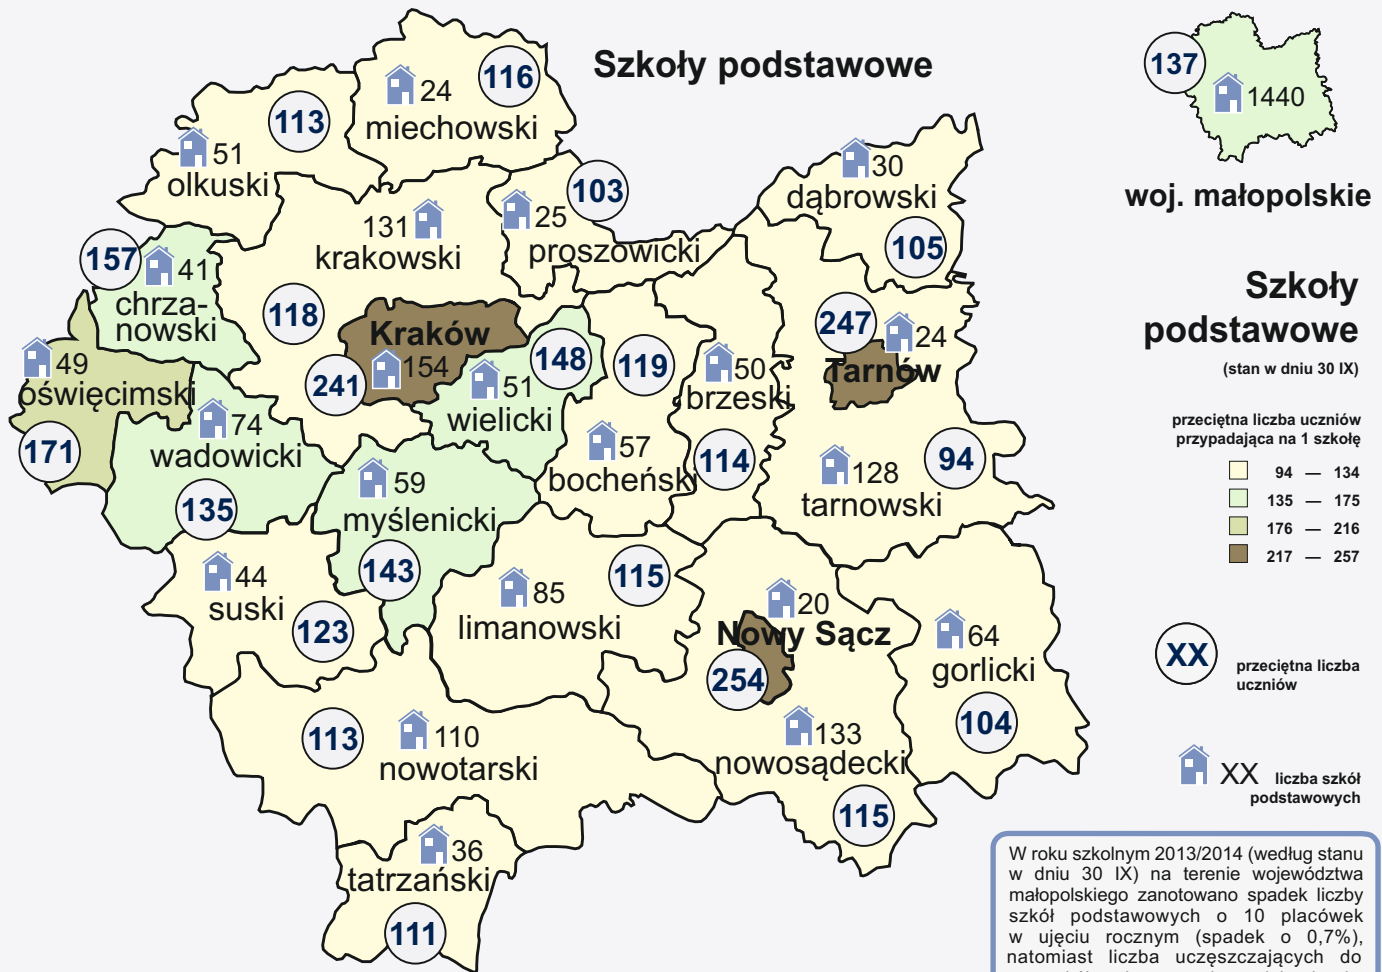 Szkoły podstawowe
137
1440
woj. małopolskie
116
24
miechowski
113
51
olkuski
103
25
proszowicki
30
dąbrowski
105
131
krakowski
118
157
41
chrza-
nowski
Kraków
154
241
148
51
wielicki
119
57
bocheński
50
brzeski
114
247
24
Tarnów
128
94
tarnowski
49
oświęcimski
171
74
wadowicki
135
59
myślenicki
143
44
suski
123
85
115
limanowski
20
Nowy Sącz
254
133
nowosądecki
115
64
gorlicki
104
113
110
nowotarski
36
tatrzański
111
Szkoły
podstawowe
(stan w dniu 30 IX)
przeciętna liczba uczniów
przypadająca na 1 szkołę
94 — 134
135 — 175
176 — 216
217 — 257
XX
przeciętna liczba
uczniów
XX liczba szkół
podstawowych
W roku szkolnym 2013/2014 (według stanu
w dniu 30 IX) na terenie województwa
małopolskiego zanotowano spadek liczby
szkół podstawowych o 10 placówek
w ujęciu rocznym (spadek o 0,7%),
natomiast liczba uczęszczających do